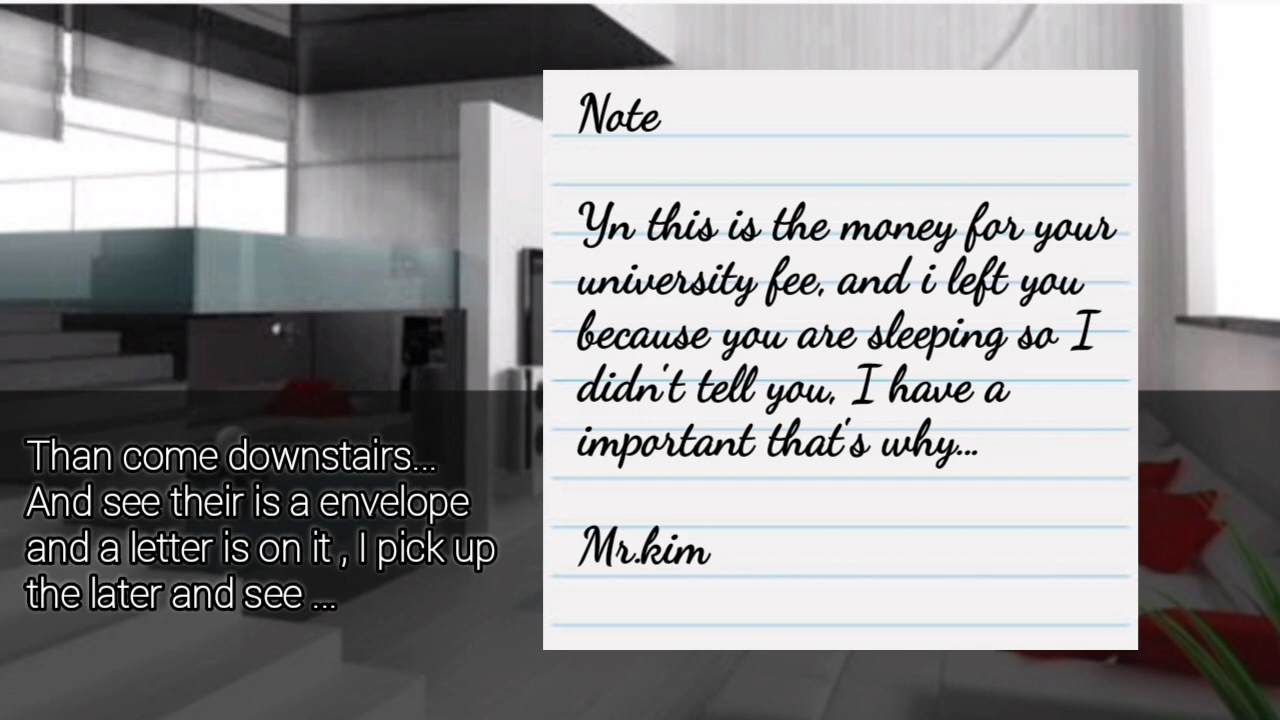 Than come downstairs...
And see their is a envelope
and a letter is on it , I pick up
the later and see ...
Note
Yn this is the money for your
university fee, and i left you
because you are sleeping so I
didn't tell you, I have a
important that's why...
Mr.kim